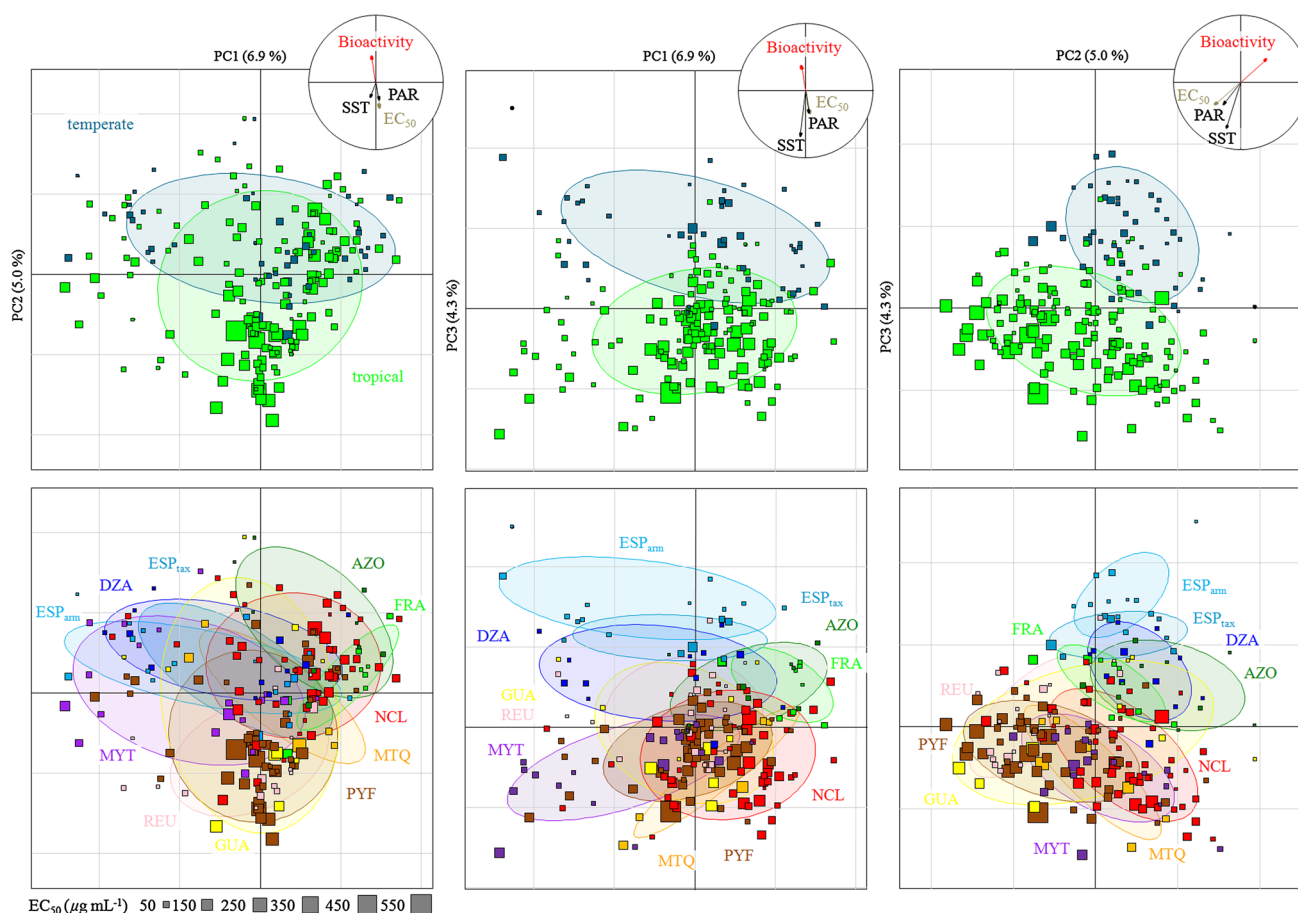 Bioactivity
PAR
SST
EC50
PC1 (6.9 %)
temperate
tropical
PC2 (5.0 %)
Bioactivity
EC50
PAR
SST
PC1 (6.9 %)
PC3 (4.3 %)
Bioactivity
EC50
PAR
SST
PC2 (5.0 %)
PC3 (4.3 %)
ESPtax
AZO
DZA
ESParm
FRA
NCL
MTQ
MYT
PYF
REU
GUA
ESParm
ESPtax
DZA
AZO
FRA
GUA
REU
MYT
NCL
MTQ
PYF
ESParm
ESPtax
FRA
DZA
AZO
REU
PYF
NCL
GUA
MYT
MTQ
EC50 (µg mL-1) 50 150 250 350 450 550